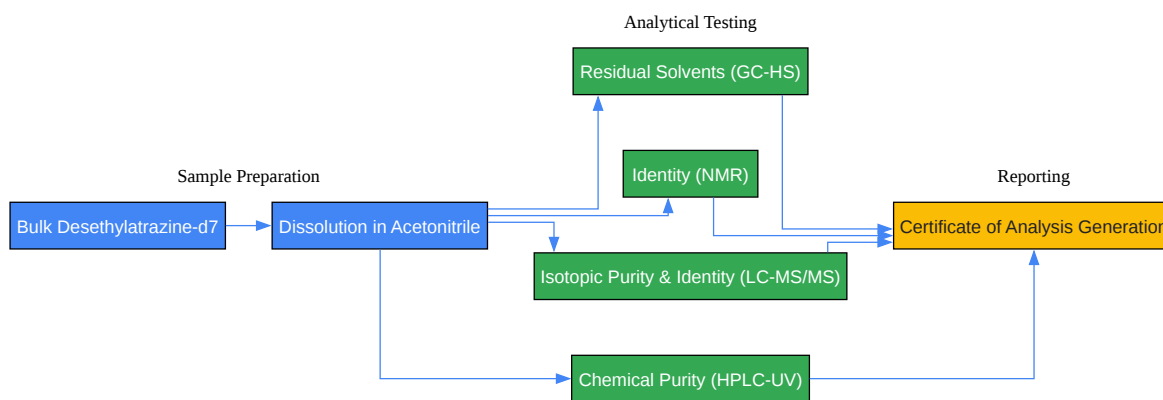 Analytical Testing
Residual Solvents (GC-HS)
Identity (NMR)
Sample Preparation
Reporting
Bulk Desethylatrazine-d7
Dissolution in Acetonitrile
Certificate of Analysis Generation
Isotopic Purity & Identity (LC-MS/MS)
Chemical Purity (HPLC-UV)